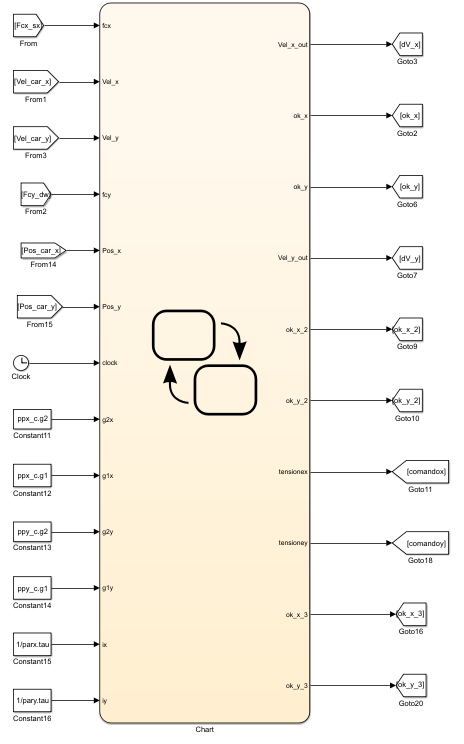 [Fcx_sx]
From
fcx
[Vel_car_x]
From1
Vel_x
[Vel_car_y]
From3
Vel_y
[Fcy_dw]
From2
fcy
[Pos_car_x]
From14
Pos_x
[Pos_car_y]
From15
Pos_y
Clock
clock
ppx_c.g2
Constant11
g2x
ppx_c.g1
Constant12
g1x
ppy_c.g2
Constant13
g2y
ppy_c.g1
Constant14
g1y
1/parx.tau
Constant15
ix
1/pary.tau
Constant16
iy
Vel_x_out
[dV_x]
Goto3
ok_x
[ok_x]
Goto2
ok_y
[ok_y]
Goto6
Vel_y_out
[dV_y]
Goto7
ok_x_2
[ok_x_2]
Goto9
ok_y_2
[ok_y_2]
Goto10
tensionex
[comandox]
Goto11
tensioney
[comandoy]
Goto18
ok_x_3
[ok_x_3]
Goto16
ok_y_3
[ok_y_3]
Goto20
Chart